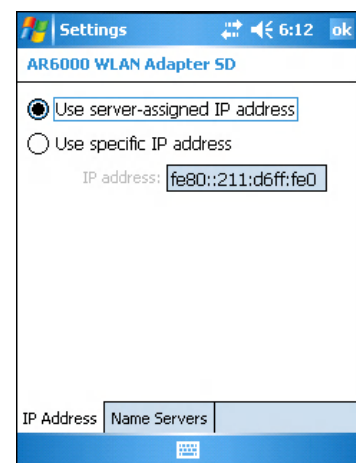 Settings 6:12 ok
AR6000 WLAN Adapter SD
Use server-assigned IP address
Use specific IP address
IP address: fe80::211:d6ff:fe0
IP Address Name Servers